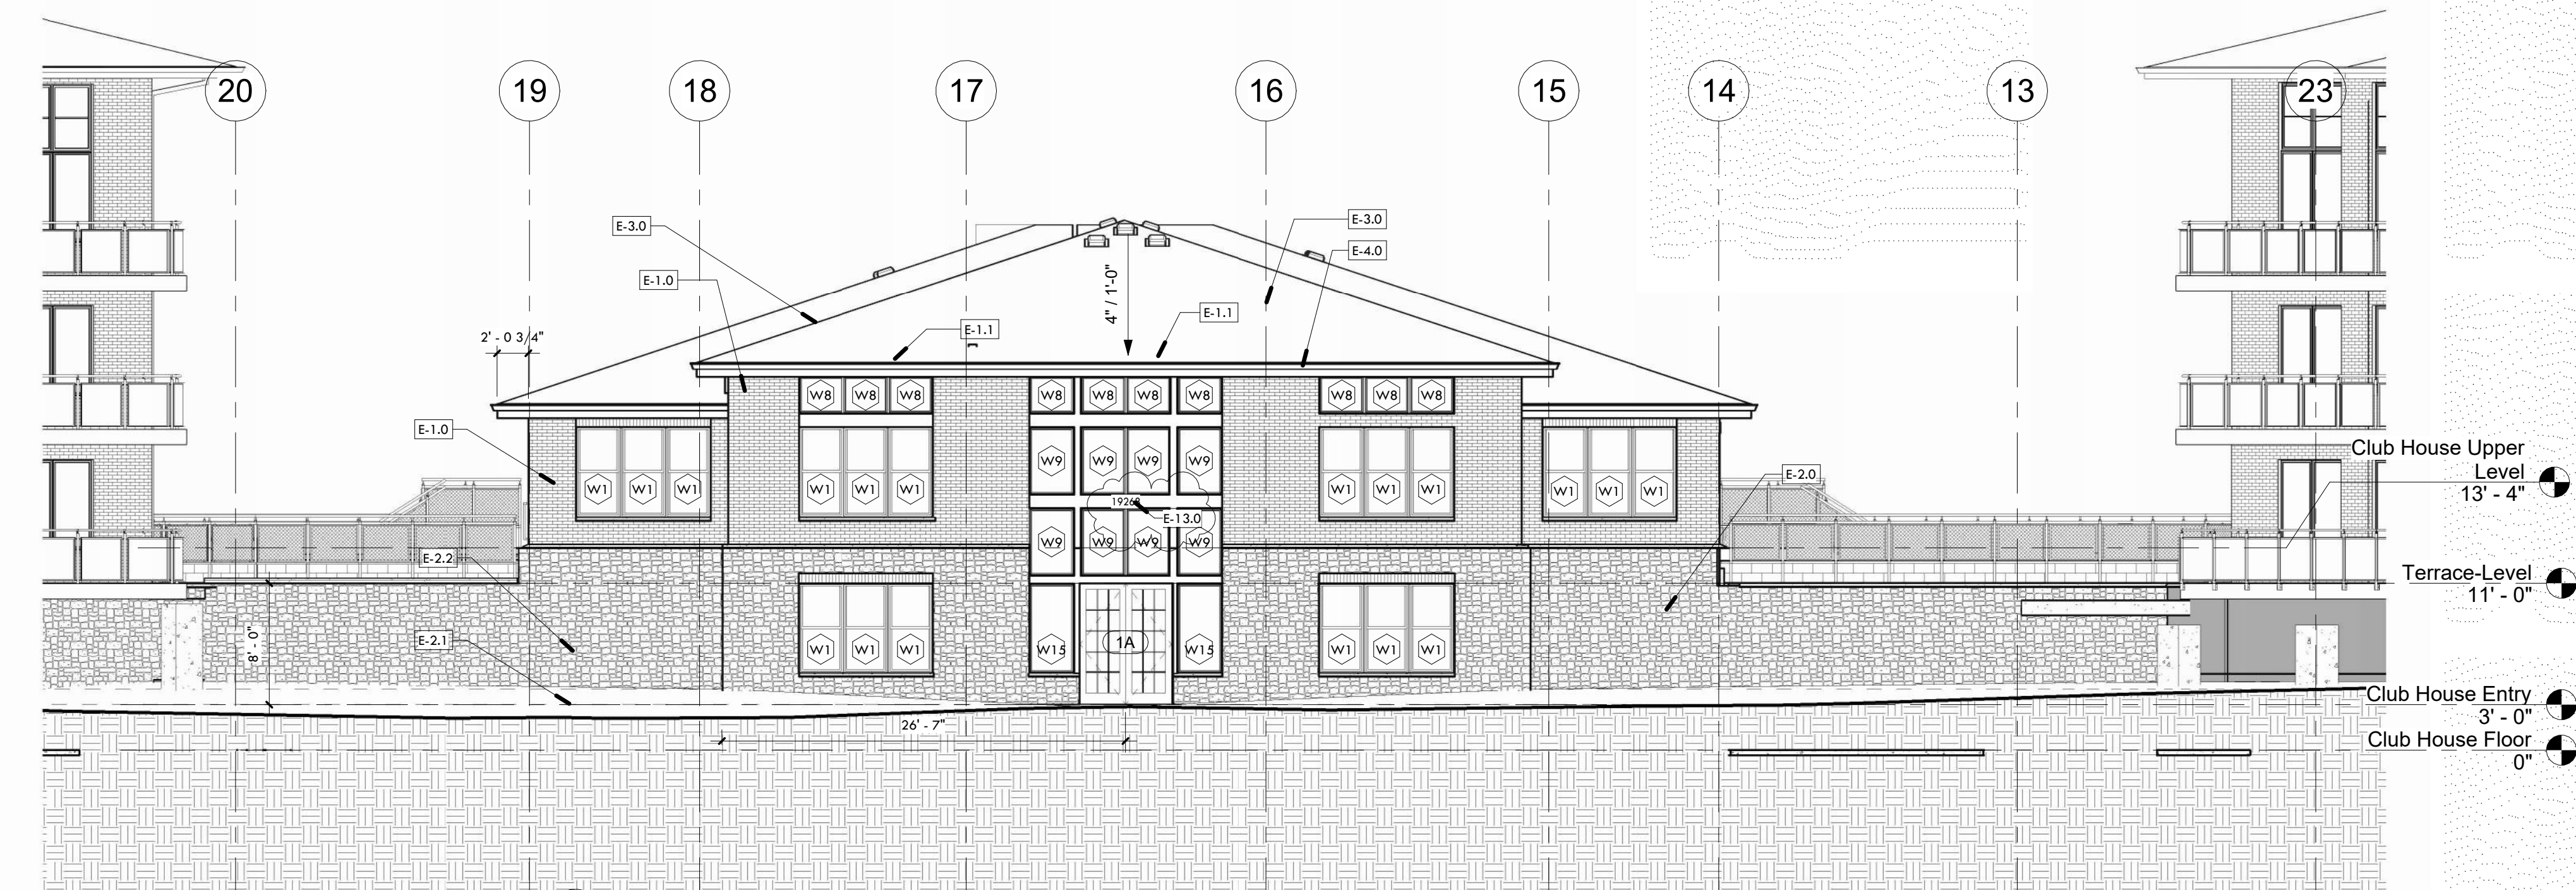 20
19
18
17
16
15
14
13
23
E-3.0
E-3.0
E-4.0
E-1.0
4" / 1'-0"
E-1.1
E-1.1
2' - 0 3/4"
W8 W8 W8 W8 W8 W8 W8 W8 W8 W8
E-1.0
Club House Upper
Level
13' - 4"
W9 W9 W9 W9
E-2.0
W1 W1 W1 W1 W1 W1 W1 W1 W1 W1 W1 W1
E-13.0
W9 W9 W9 W9
E-2.2
Terrace-Level
11' - 0"
8' - 0"
E-2.1
1A
W1 W1 W1 W15 W15 W1 W1 W1
Club House Entry
3' - 0"
26' - 7"
Club House Floor
0"